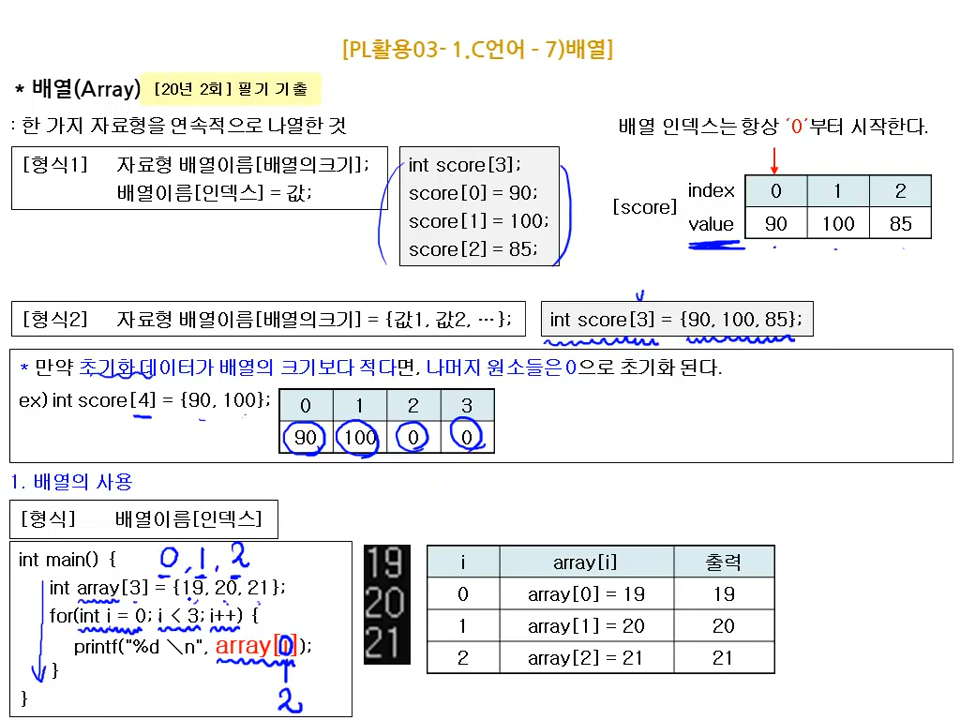 [PL활용03- 1.C언어 - 7)배열]
* 배열(Array) [20년 2회] 필기 기출
: 한 가지 자료형을 연속적으로 나열한 것
배열 인덱스는 항상 '0'부터 시작한다.
[형식1] 자료형 배열이름[배열의크기];
배열이름[인덱스] = 값;
int score[3];
score[0] = 90;
score[1] = 100;
score[2] = 85;
[score]
index 0 1 2
value 90 100 85
[형식2] 자료형 배열이름[배열의크기] = {값1, 값2, …};
int score[3] = {90, 100, 85};
* 만약 초기화 데이터가 배열의 크기보다 적다면, 나머지 원소들은 0으로 초기화 된다.
ex) int score[4] = {90, 100};
0 1 2 3
90 100 0 0
1. 배열의 사용
[형식] 배열이름[인덱스]
int main() {
0, 1, 2
int array[3] = {19, 20, 21};
for(int i = 0; i < 3; i++) {
printf("%d \n", array[i]);
0
}
2
}
19
20
21
i array[i] 출력
0 array[0] = 19 19
1 array[1] = 20 20
2 array[2] = 21 21